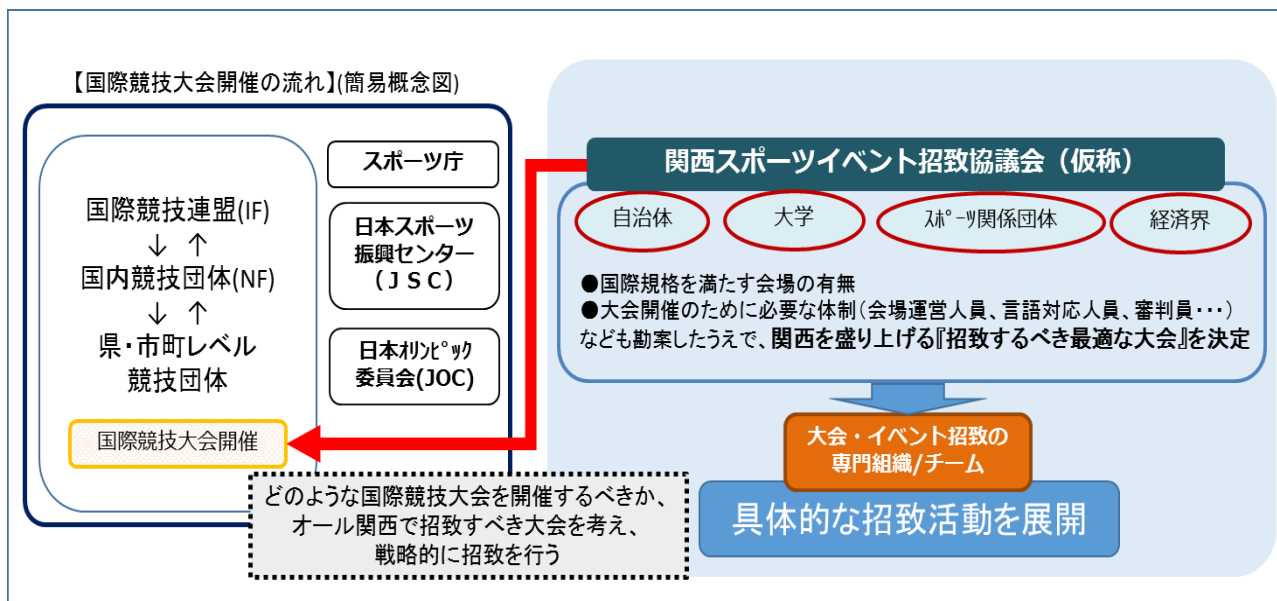 【国際競技大会開催の流れ】(簡易概念図)
国際競技連盟(IF)
↓ ↑
国内競技団体(NF)
↓ ↑
県・市町レベル
競技団体
国際競技大会開催
スポーツ庁
日本スポーツ
振興センター
(ＪＳＣ)
日本ｵﾘﾝﾋﾟｯｸ
委員会(JOC)
どのような国際競技大会を開催するべきか、
オール関西で招致すべき大会を考え、
戦略的に招致を行う
関西スポーツイベント招致協議会（仮称）
自治体
大学
ｽﾎﾟｰﾂ関係団体
経済界
●国際規格を満たす会場の有無
●大会開催のために必要な体制(会場運営人員、言語対応人員、審判員・・・)
なども勘案したうえで、関西を盛り上げる『招致するべき最適な大会』を決定
大会・イベント招致の
専門組織/チーム
具体的な招致活動を展開